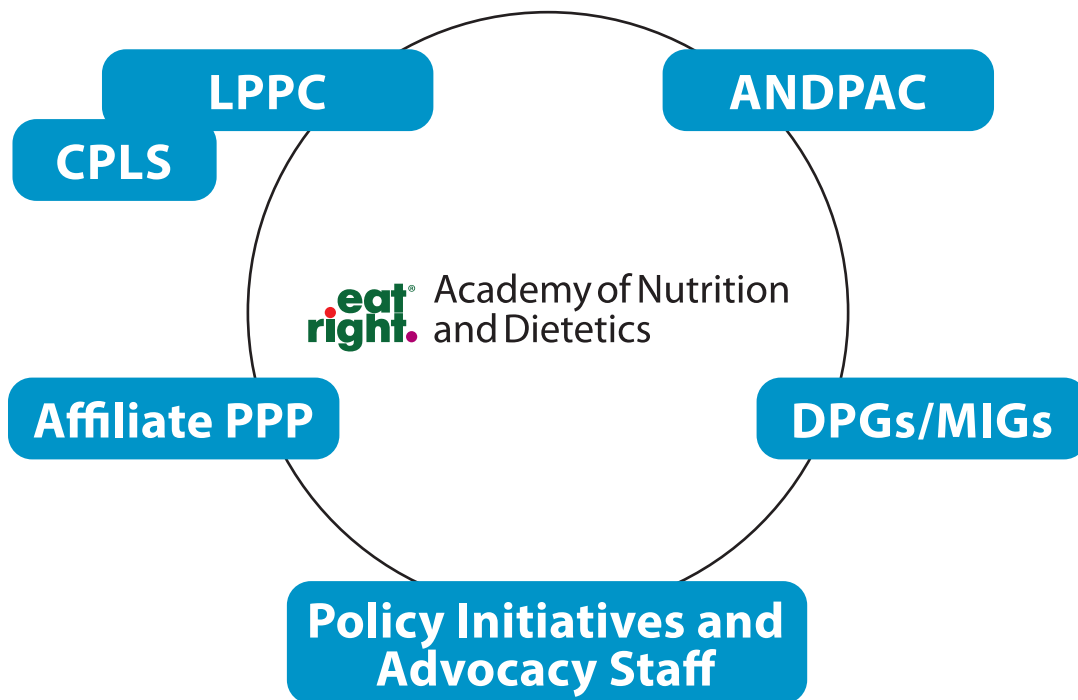 LPPC
ANDPAC
CPLS
eat® Academy of Nutrition
right. and Dietetics
Affiliate PPP
DPGs/MIGs
Policy Initiatives and
Advocacy Staff